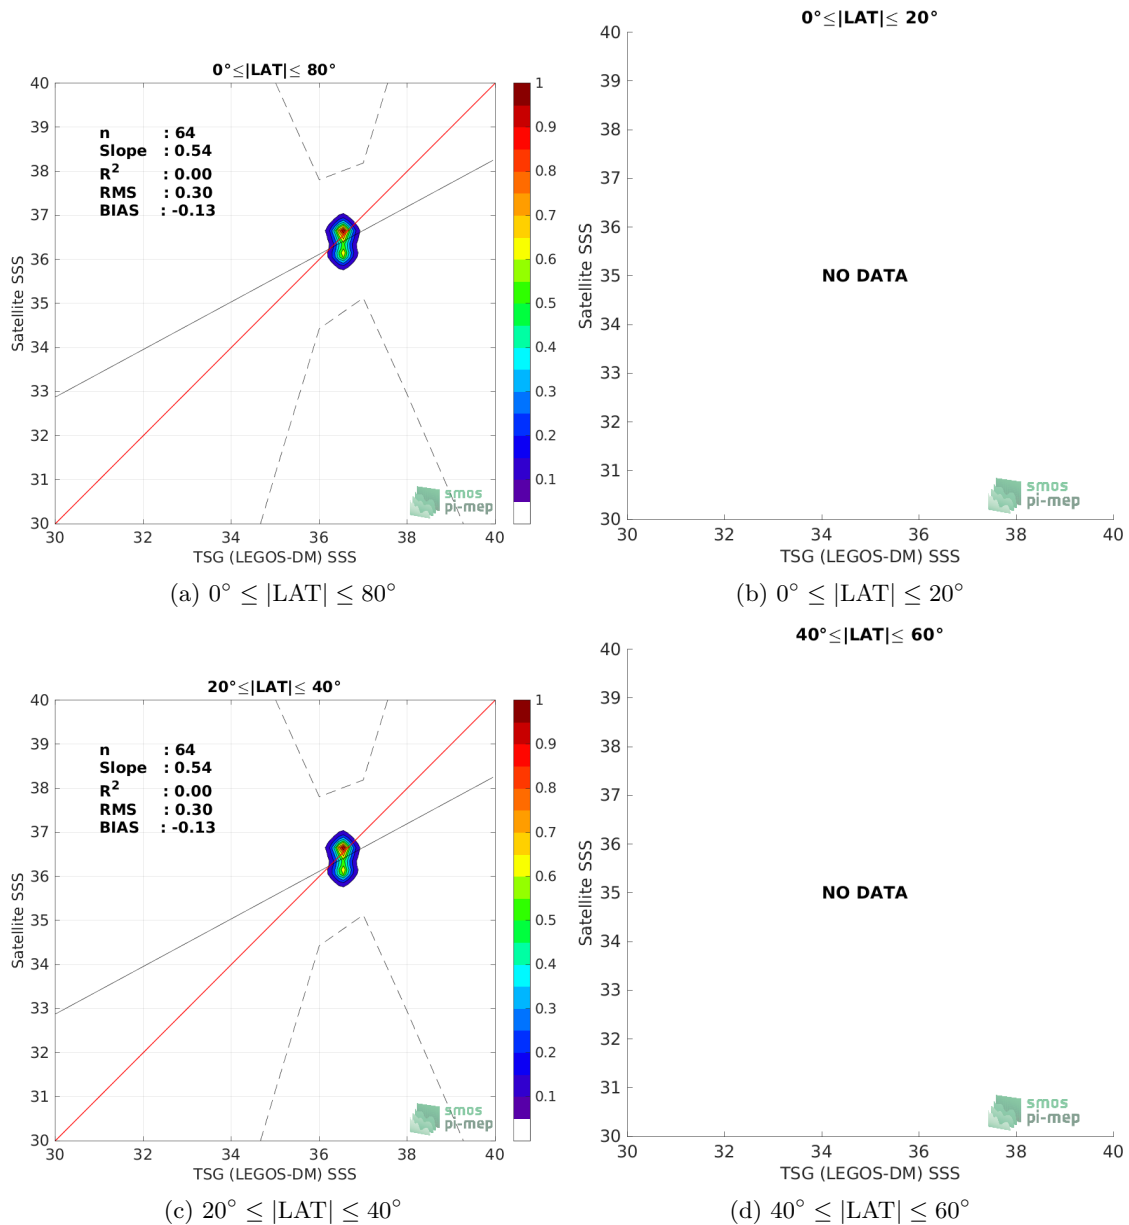 0°≤|LAT|≤ 80°
40
39
38
37
36
35
34
33
32
31
30
Satellite SSS
n : 64
Slope : 0.54
R² : 0.00
RMS : 0.30
BIAS : -0.13
smos
pi-mep
30 32 34 36 38 40
TSG (LEGOS-DM) SSS
1
0.9
0.8
0.7
0.6
0.5
0.4
0.3
0.2
0.1
(a) 0° ≤ |LAT| ≤ 80°
0°≤|LAT|≤ 20°
40
39
38
37
36
35
34
33
32
31
30
Satellite SSS
NO DATA
smos
pi-mep
30 32 34 36 38 40
TSG (LEGOS-DM) SSS
(b) 0° ≤ |LAT| ≤ 20°
20°≤|LAT|≤ 40°
40
39
38
37
36
35
34
33
32
31
30
Satellite SSS
n : 64
Slope : 0.54
R² : 0.00
RMS : 0.30
BIAS : -0.13
smos
pi-mep
30 32 34 36 38 40
TSG (LEGOS-DM) SSS
1
0.9
0.8
0.7
0.6
0.5
0.4
0.3
0.2
0.1
(c) 20° ≤ |LAT| ≤ 40°
40°≤|LAT|≤ 60°
40
39
38
37
36
35
34
33
32
31
30
Satellite SSS
NO DATA
smos
pi-mep
30 32 34 36 38 40
TSG (LEGOS-DM) SSS
(d) 40° ≤ |LAT| ≤ 60°